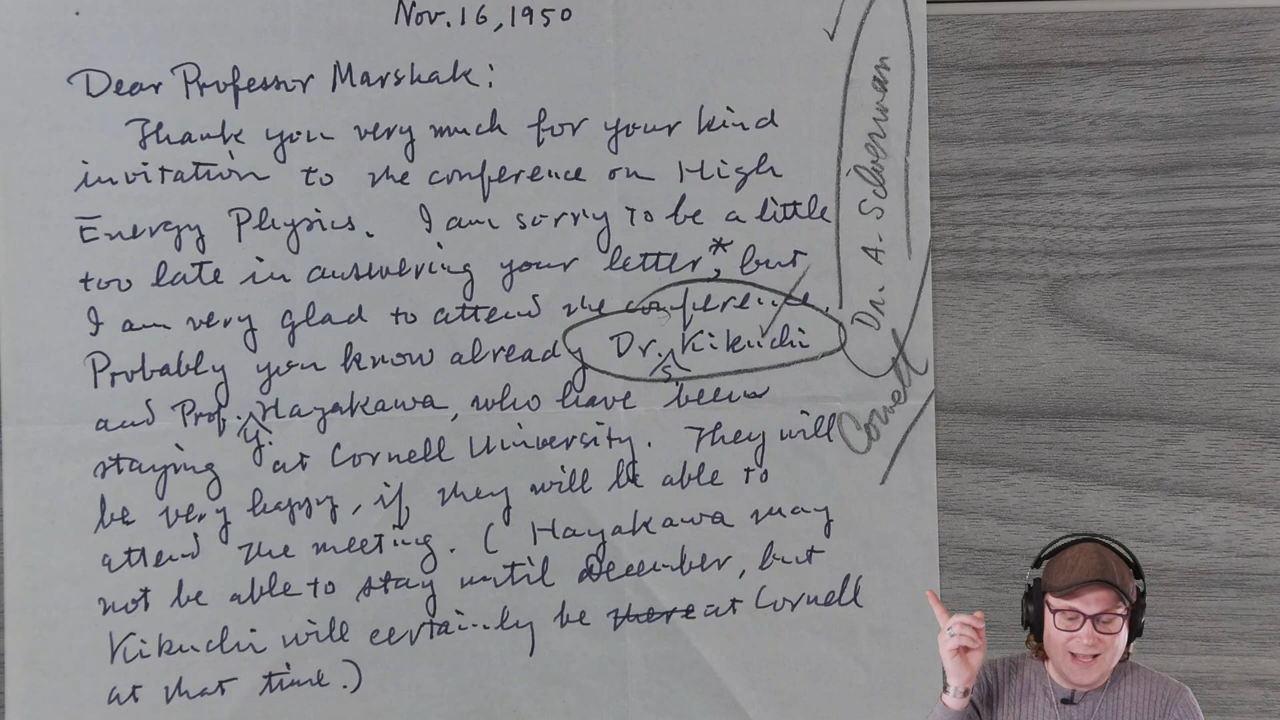 Nov. 16, 1950
Dear Professor Marshak:
Thank you very much for your kind
invitation to the conference on High
Energy Physics. I am sorry to be a little
too late in answering your letter,* but
I am very glad to attend the conference.
Probably you know already Dr. S. Kikuchi
and Prof. Y. Hayakawa, who have been
staying at Cornell University. They will
be very happy, if they will be able to
attend the meeting. ( Hayakawa may
not be able to stay until December, but
Kikuchi will certainly be there at Cornell
at that time.)
Dr. A. Silverman
Cornell